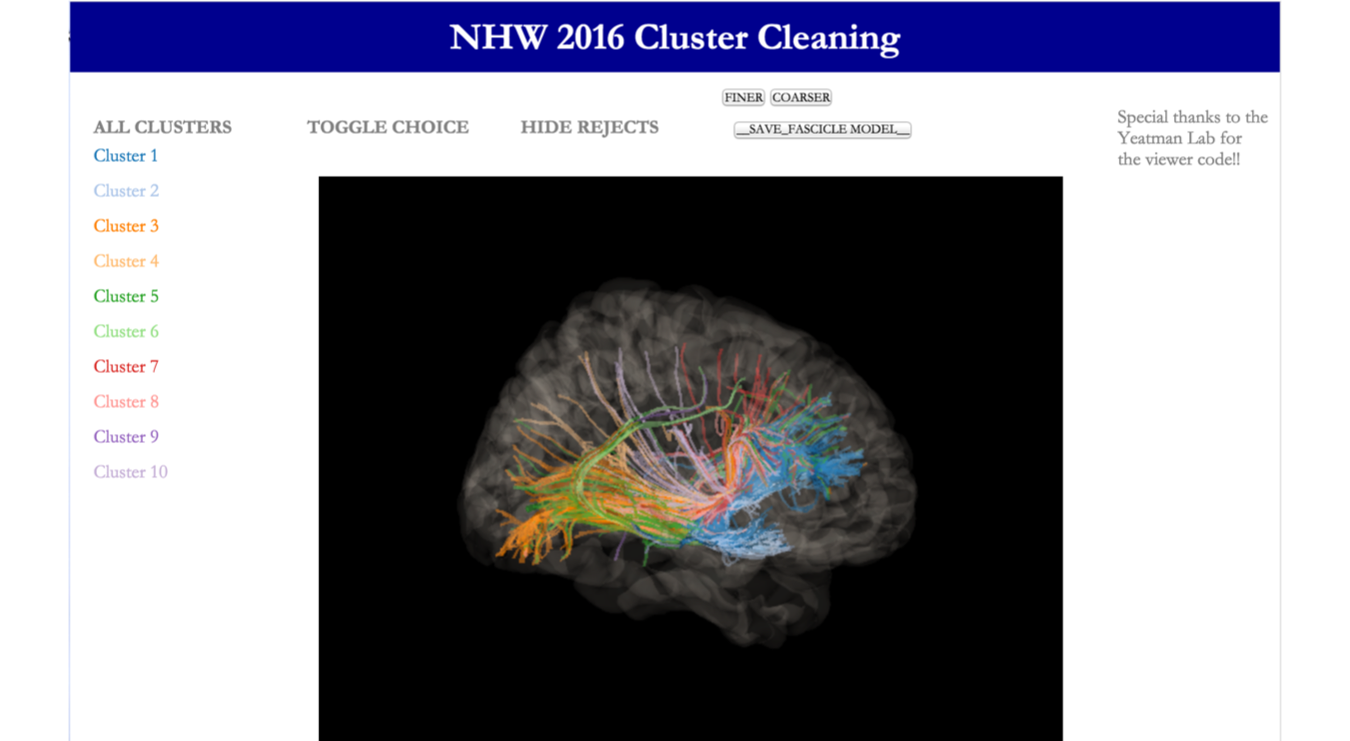 NHW 2016 Cluster Cleaning
FINER COARSER
ALL CLUSTERS TOGGLE CHOICE HIDE REJECTS __SAVE_FASCICLE MODEL__
Special thanks to the
Yeatman Lab for
the viewer code!!
Cluster 1
Cluster 2
Cluster 3
Cluster 4
Cluster 5
Cluster 6
Cluster 7
Cluster 8
Cluster 9
Cluster 10